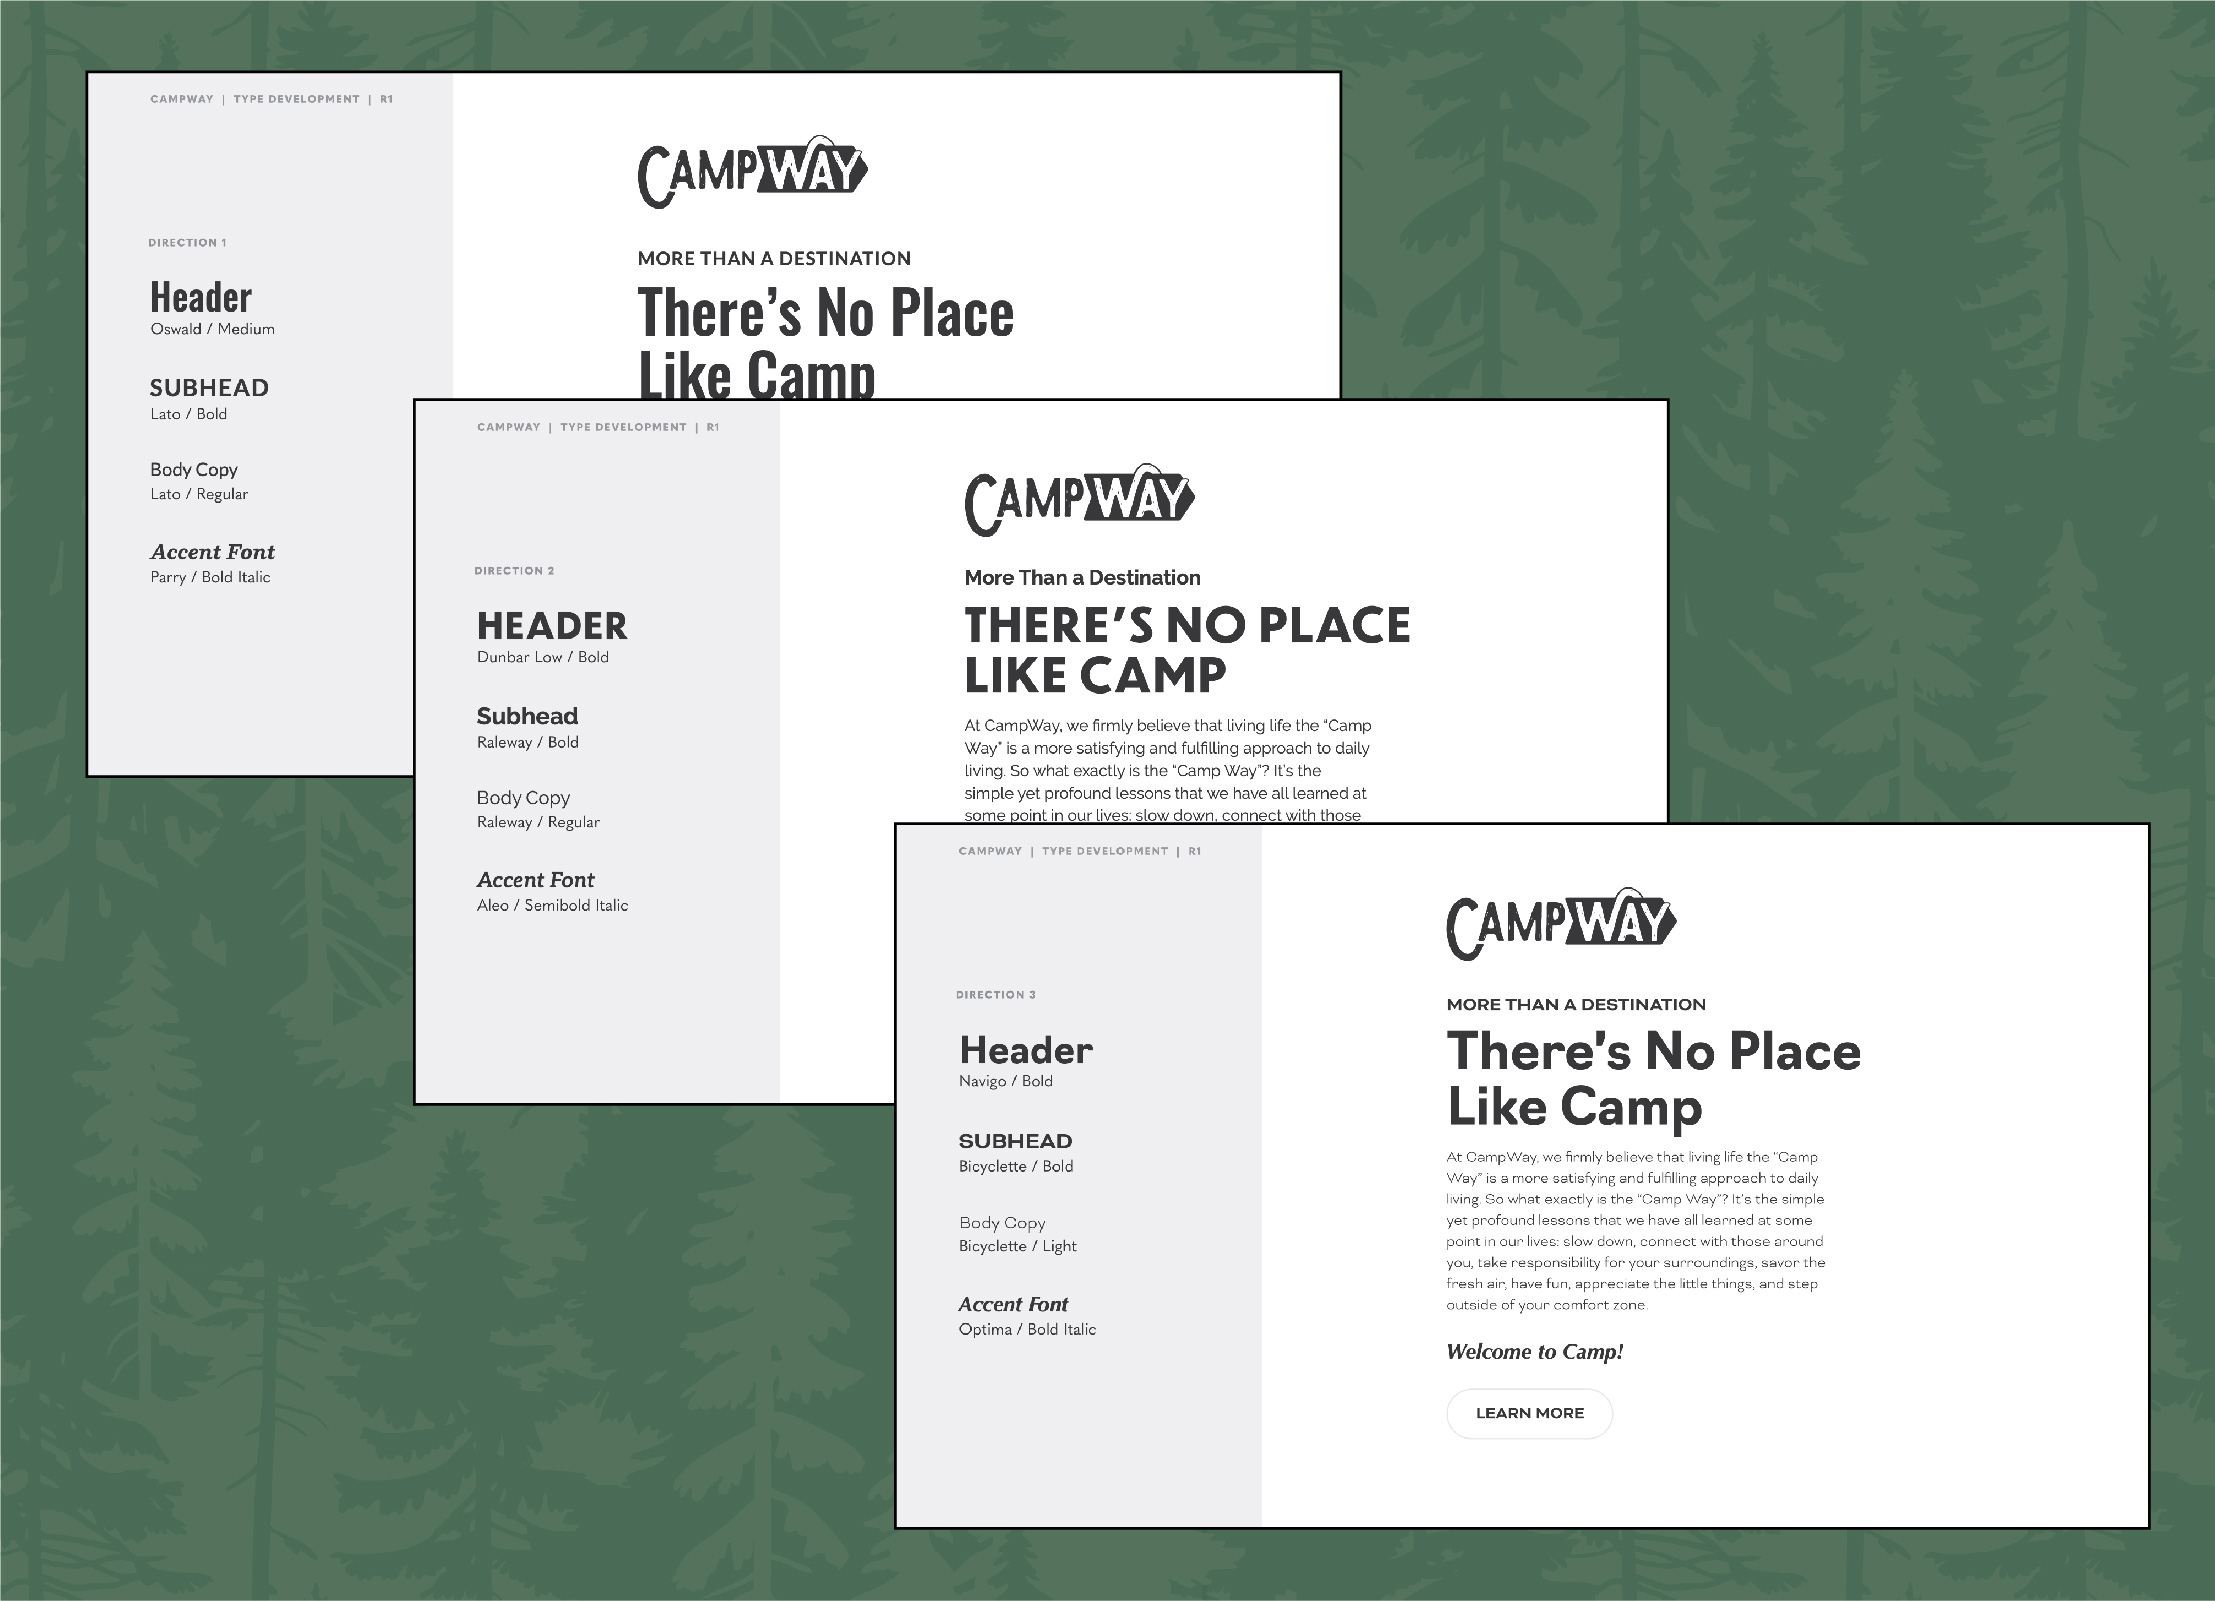 CAMPWAY | TYPE DEVELOPMENT | R1
DIRECTION 1
Header
Oswald / Medium
SUBHEAD
Lato / Bold
Body Copy
Lato / Regular
Accent Font
Parry / Bold Italic
CAMPWAY
MORE THAN A DESTINATION
There’s No Place
Like Camp
CAMPWAY | TYPE DEVELOPMENT | R1
DIRECTION 2
HEADER
Dunbar Low / Bold
Subhead
Raleway / Bold
Body Copy
Raleway / Regular
Accent Font
Aleo / Semibold Italic
CAMPWAY
More Than a Destination
THERE’S NO PLACE
LIKE CAMP
At CampWay, we firmly believe that living life the “Camp
Way” is a more satisfying and fulfilling approach to daily
living. So what exactly is the “Camp Way”? It’s the
simple yet profound lessons that we have all learned at
some point in our lives: slow down, connect with those
CAMPWAY | TYPE DEVELOPMENT | R1
DIRECTION 3
Header
Navigo / Bold
SUBHEAD
Bicyclette / Bold
Body Copy
Bicyclette / Light
Accent Font
Optima / Bold Italic
CAMPWAY
MORE THAN A DESTINATION
There’s No Place
Like Camp
At CampWay, we firmly believe that living life the “Camp
Way” is a more satisfying and fulfilling approach to daily
living. So what exactly is the “Camp Way”? It’s the simple
yet profound lessons that we have all learned at some
point in our lives: slow down, connect with those around
you, take responsibility for your surroundings, savor the
fresh air, have fun, appreciate the little things, and step
outside of your comfort zone.
Welcome to Camp!
LEARN MORE